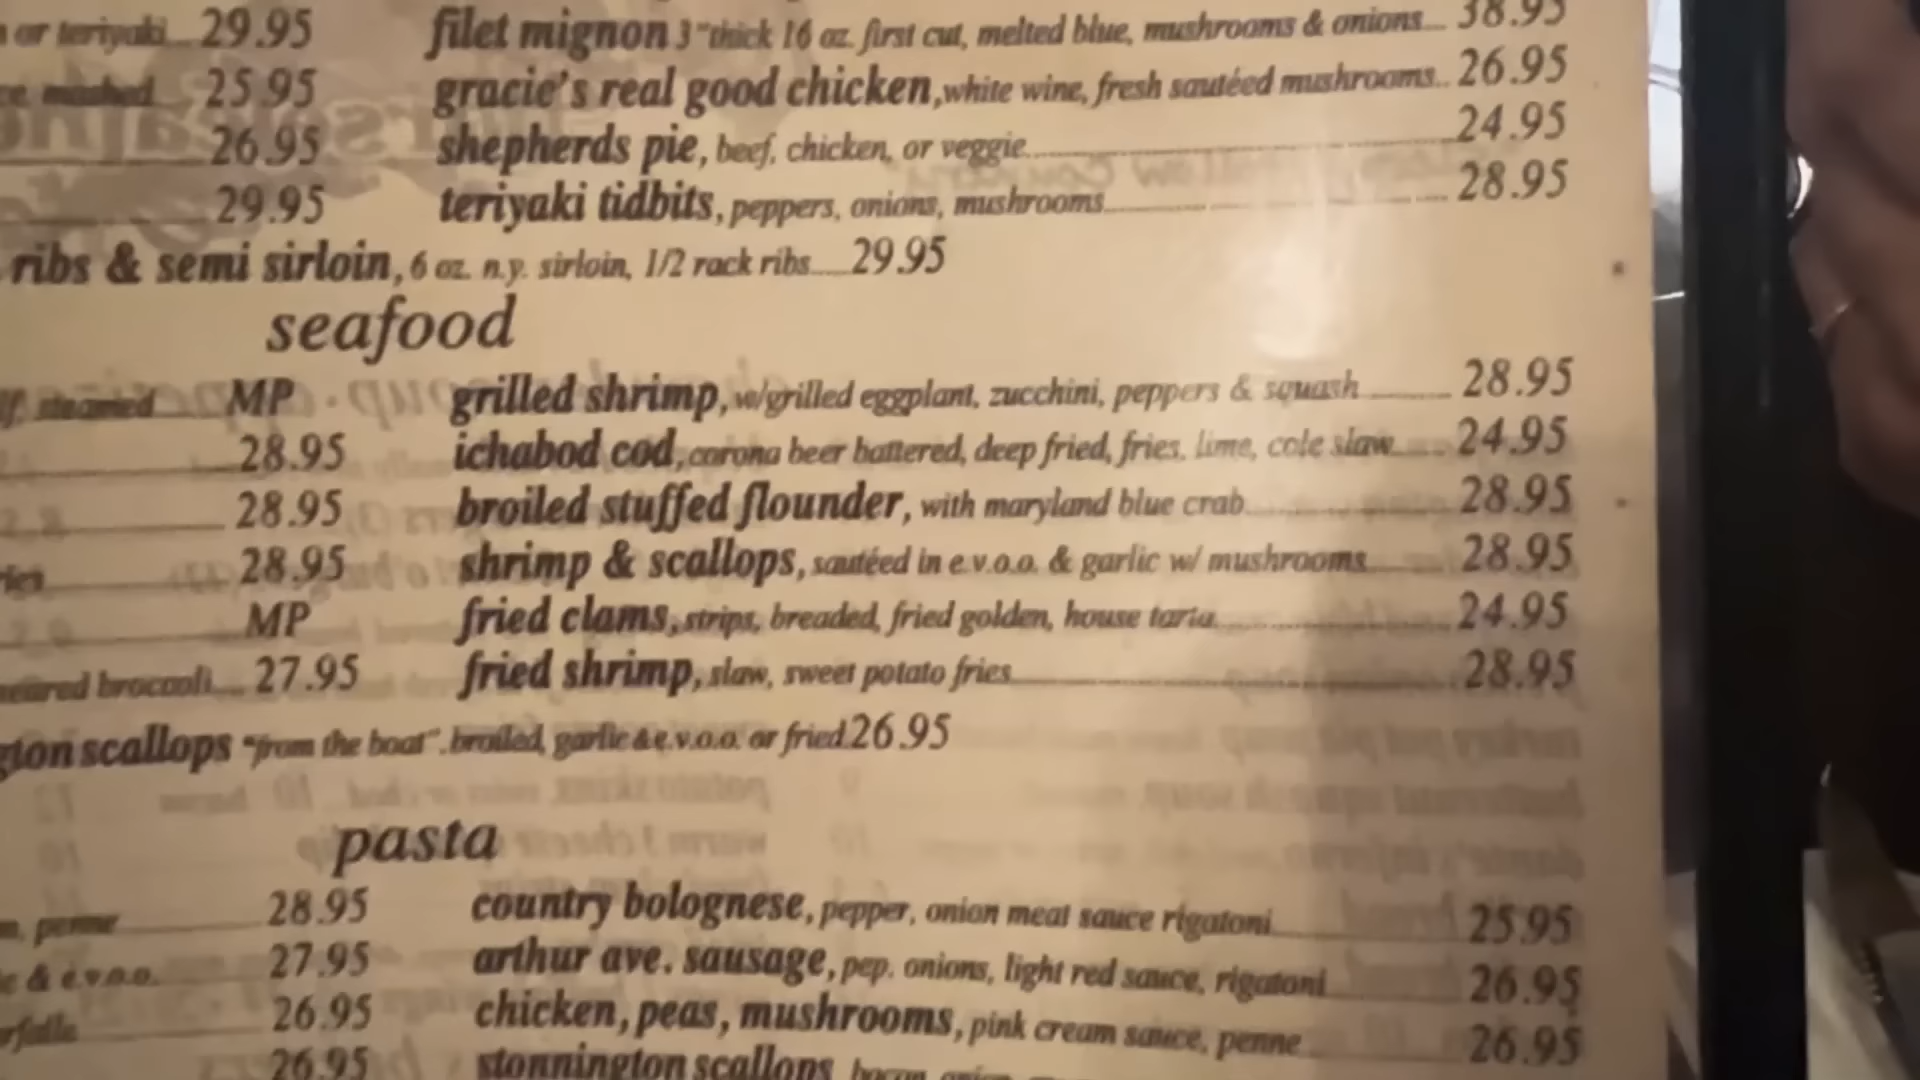 or teriyaki 29.95 filet mignon 3" thick 16 oz. first cut, melted blue, mushrooms & onions 38.95
mashed 25.95 gracie's real good chicken, white wine, fresh sautéed mushrooms 26.95
26.95 shepherds pie, beef, chicken, or veggie 24.95
29.95 teriyaki tidbits, peppers, onions, mushrooms 28.95
ribs & semi sirloin, 6 oz. n.y. sirloin, 1/2 rack ribs 29.95
seafood
steamed MP grilled shrimp, w/grilled eggplant, zucchini, peppers & squash 28.95
28.95 ichabod cod, corona beer battered, deep fried, fries, lime, cole slaw 24.95
28.95 broiled stuffed flounder, with maryland blue crab 28.95
28.95 shrimp & scallops, sautéed in e.v.o.o. & garlic w/ mushrooms 28.95
MP fried clams, strips, breaded, fried golden, house tarta 24.95
broccoli 27.95 fried shrimp, slaw, sweet potato fries 28.95
gton scallops "from the boat". broiled, garlic & e.v.o.o. or fried 26.95
pasta
penne 28.95 country bolognese, pepper, onion meat sauce rigatoni 25.95
& e.v.o.o. 27.95 arthur ave. sausage, pep. onions, light red sauce, rigatoni 26.95
26.95 chicken, peas, mushrooms, pink cream sauce, penne 26.95
26.95 stonnington scallops